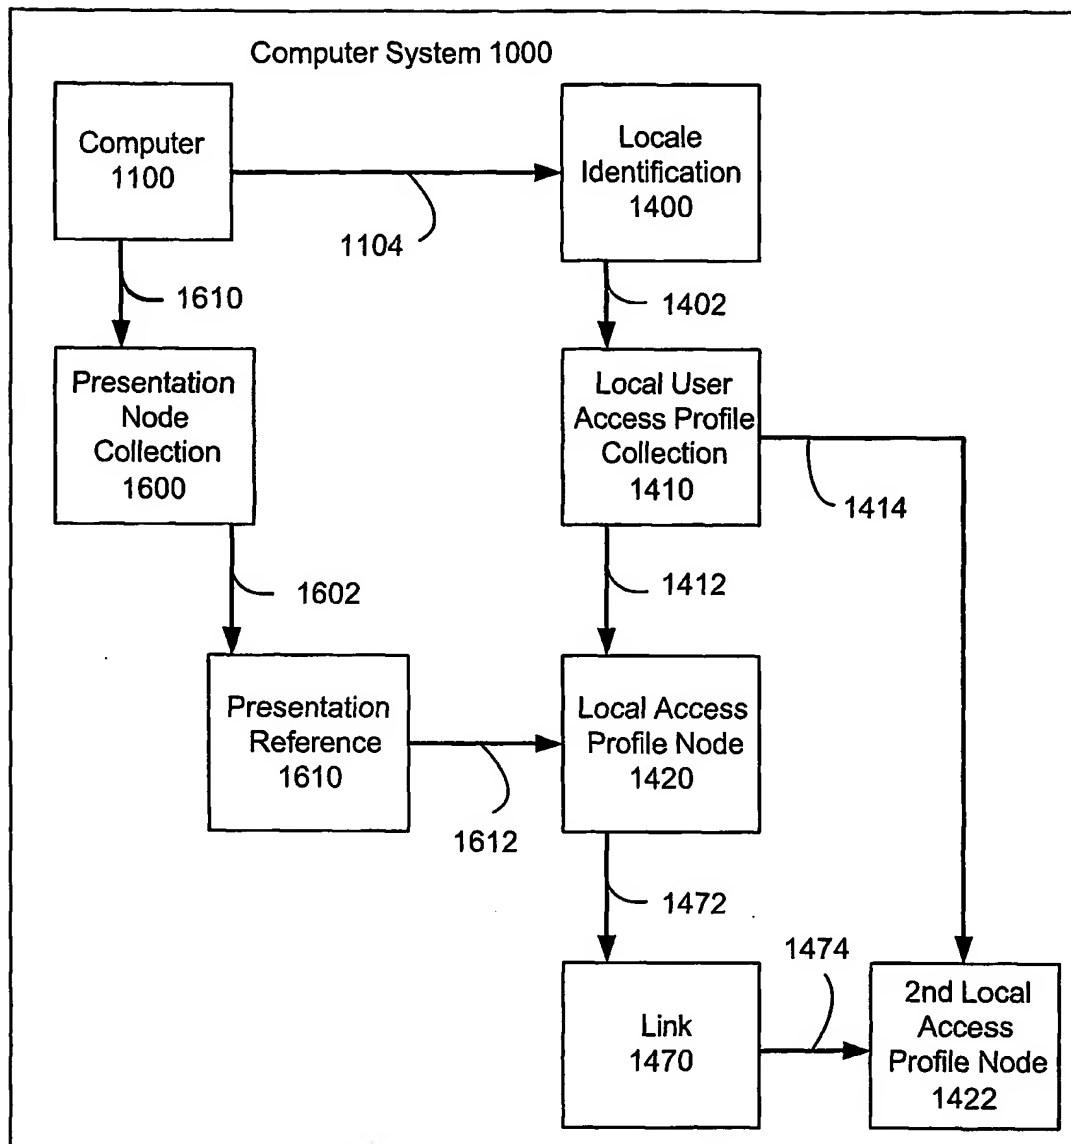 Computer System 1000
Computer
1100
Locale
Identification
1400
1104
1610
1402
Presentation
Node
Collection
1600
Local User
Access Profile
Collection
1410
1414
1602
1412
Presentation
Reference
1610
Local Access
Profile Node
1420
1612
1472
1474
Link
1470
2nd Local
Access
Profile Node
1422